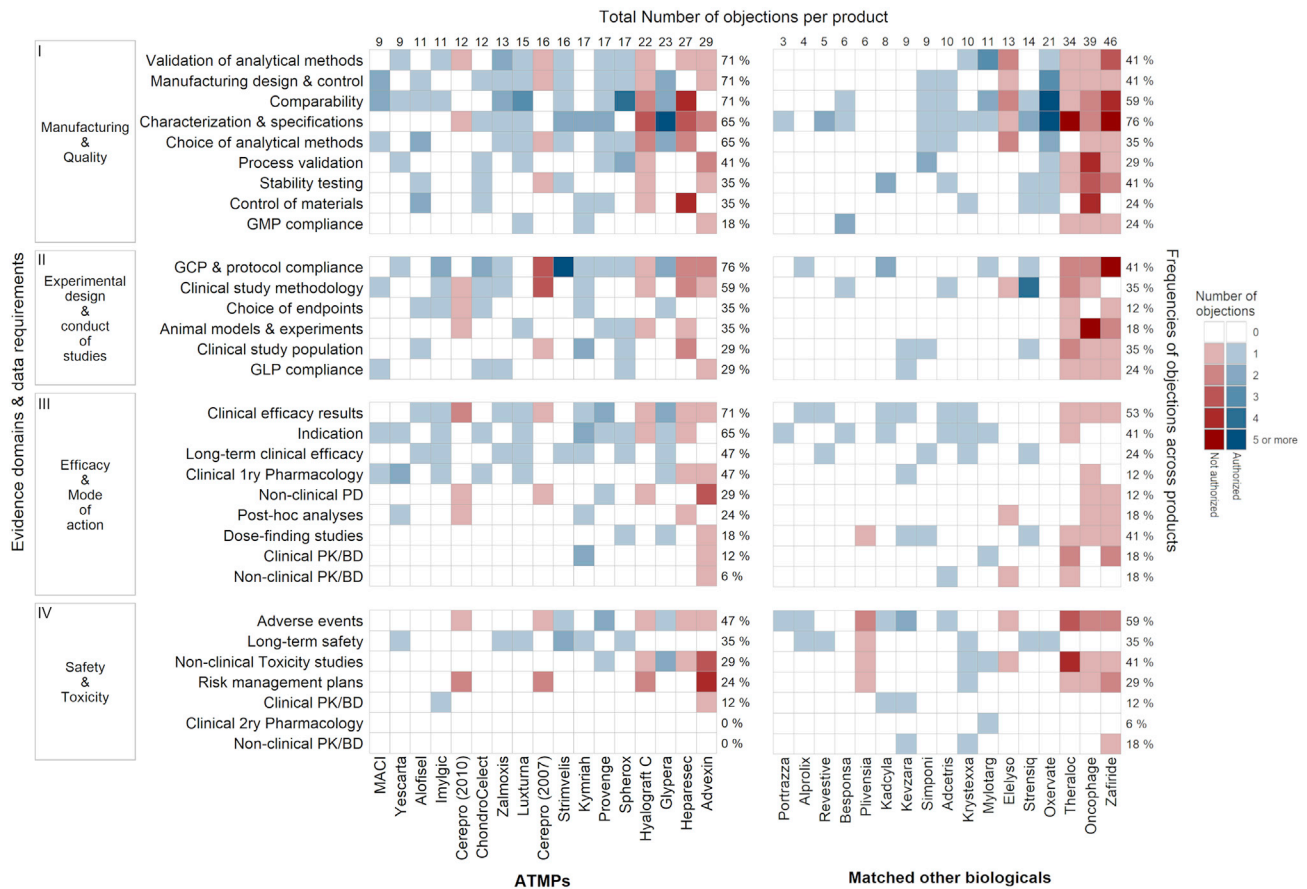 Total Number of objections per product
9 9 11 11 12 12 13 15 16 16 17 17 17 22 23 27 29
3 4 5 6 6 8 9 9 10 10 11 13 14 21 34 39 46
Evidence domains & data requirements
I
Manufacturing
&
Quality
Validation of analytical methods 71 % 41 %
Manufacturing design & control 71 % 41 %
Comparability 71 % 59 %
Characterization & specifications 65 % 76 %
Choice of analytical methods 65 % 35 %
Process validation 41 % 29 %
Stability testing 35 % 41 %
Control of materials 35 % 24 %
GMP compliance 18 % 24 %
II
Experimental
design
&
conduct
of
studies
GCP & protocol compliance 76 % 41 %
Clinical study methodology 59 % 35 %
Choice of endpoints 35 % 12 %
Animal models & experiments 35 % 18 %
Clinical study population 29 % 35 %
GLP compliance 29 % 24 %
III
Efficacy
&
Mode
of
action
Clinical efficacy results 71 % 53 %
Indication 65 % 41 %
Long-term clinical efficacy 47 % 24 %
Clinical 1ry Pharmacology 47 % 12 %
Non-clinical PD 29 % 12 %
Post-hoc analyses 24 % 18 %
Dose-finding studies 18 % 41 %
Clinical PK/BD 12 % 18 %
Non-clinical PK/BD 6 % 18 %
IV
Safety
&
Toxicity
Adverse events 47 % 59 %
Long-term safety 35 % 35 %
Non-clinical Toxicity studies 29 % 41 %
Risk management plans 24 % 29 %
Clinical PK/BD 12 % 12 %
Clinical 2ry Pharmacology 0 % 6 %
Non-clinical PK/BD 0 % 18 %
MACI
Yescarta
Alofisel
Imlygic
Cerepro (2010)
ChondroCelect
Zalmoxis
Luxturna
Cerepro (2007)
Strimvelis
Kymriah
Provenge
Spherox
Hyalograft C
Glypera
Heparesec
Advexin
ATMPs
Portrazza
Alprolix
Revestive
Besponsa
Plivensia
Kadcyla
Kevzara
Simponi
Adcetris
Krystexxa
Mylotarg
Elelyso
Strensiq
Oxervate
Theraloc
Oncophage
Zafiride
Matched other biologicals
Frequencies of objections across products
Number of
objections
0
1
2
3
4
5 or more
Not authorized
Authorized